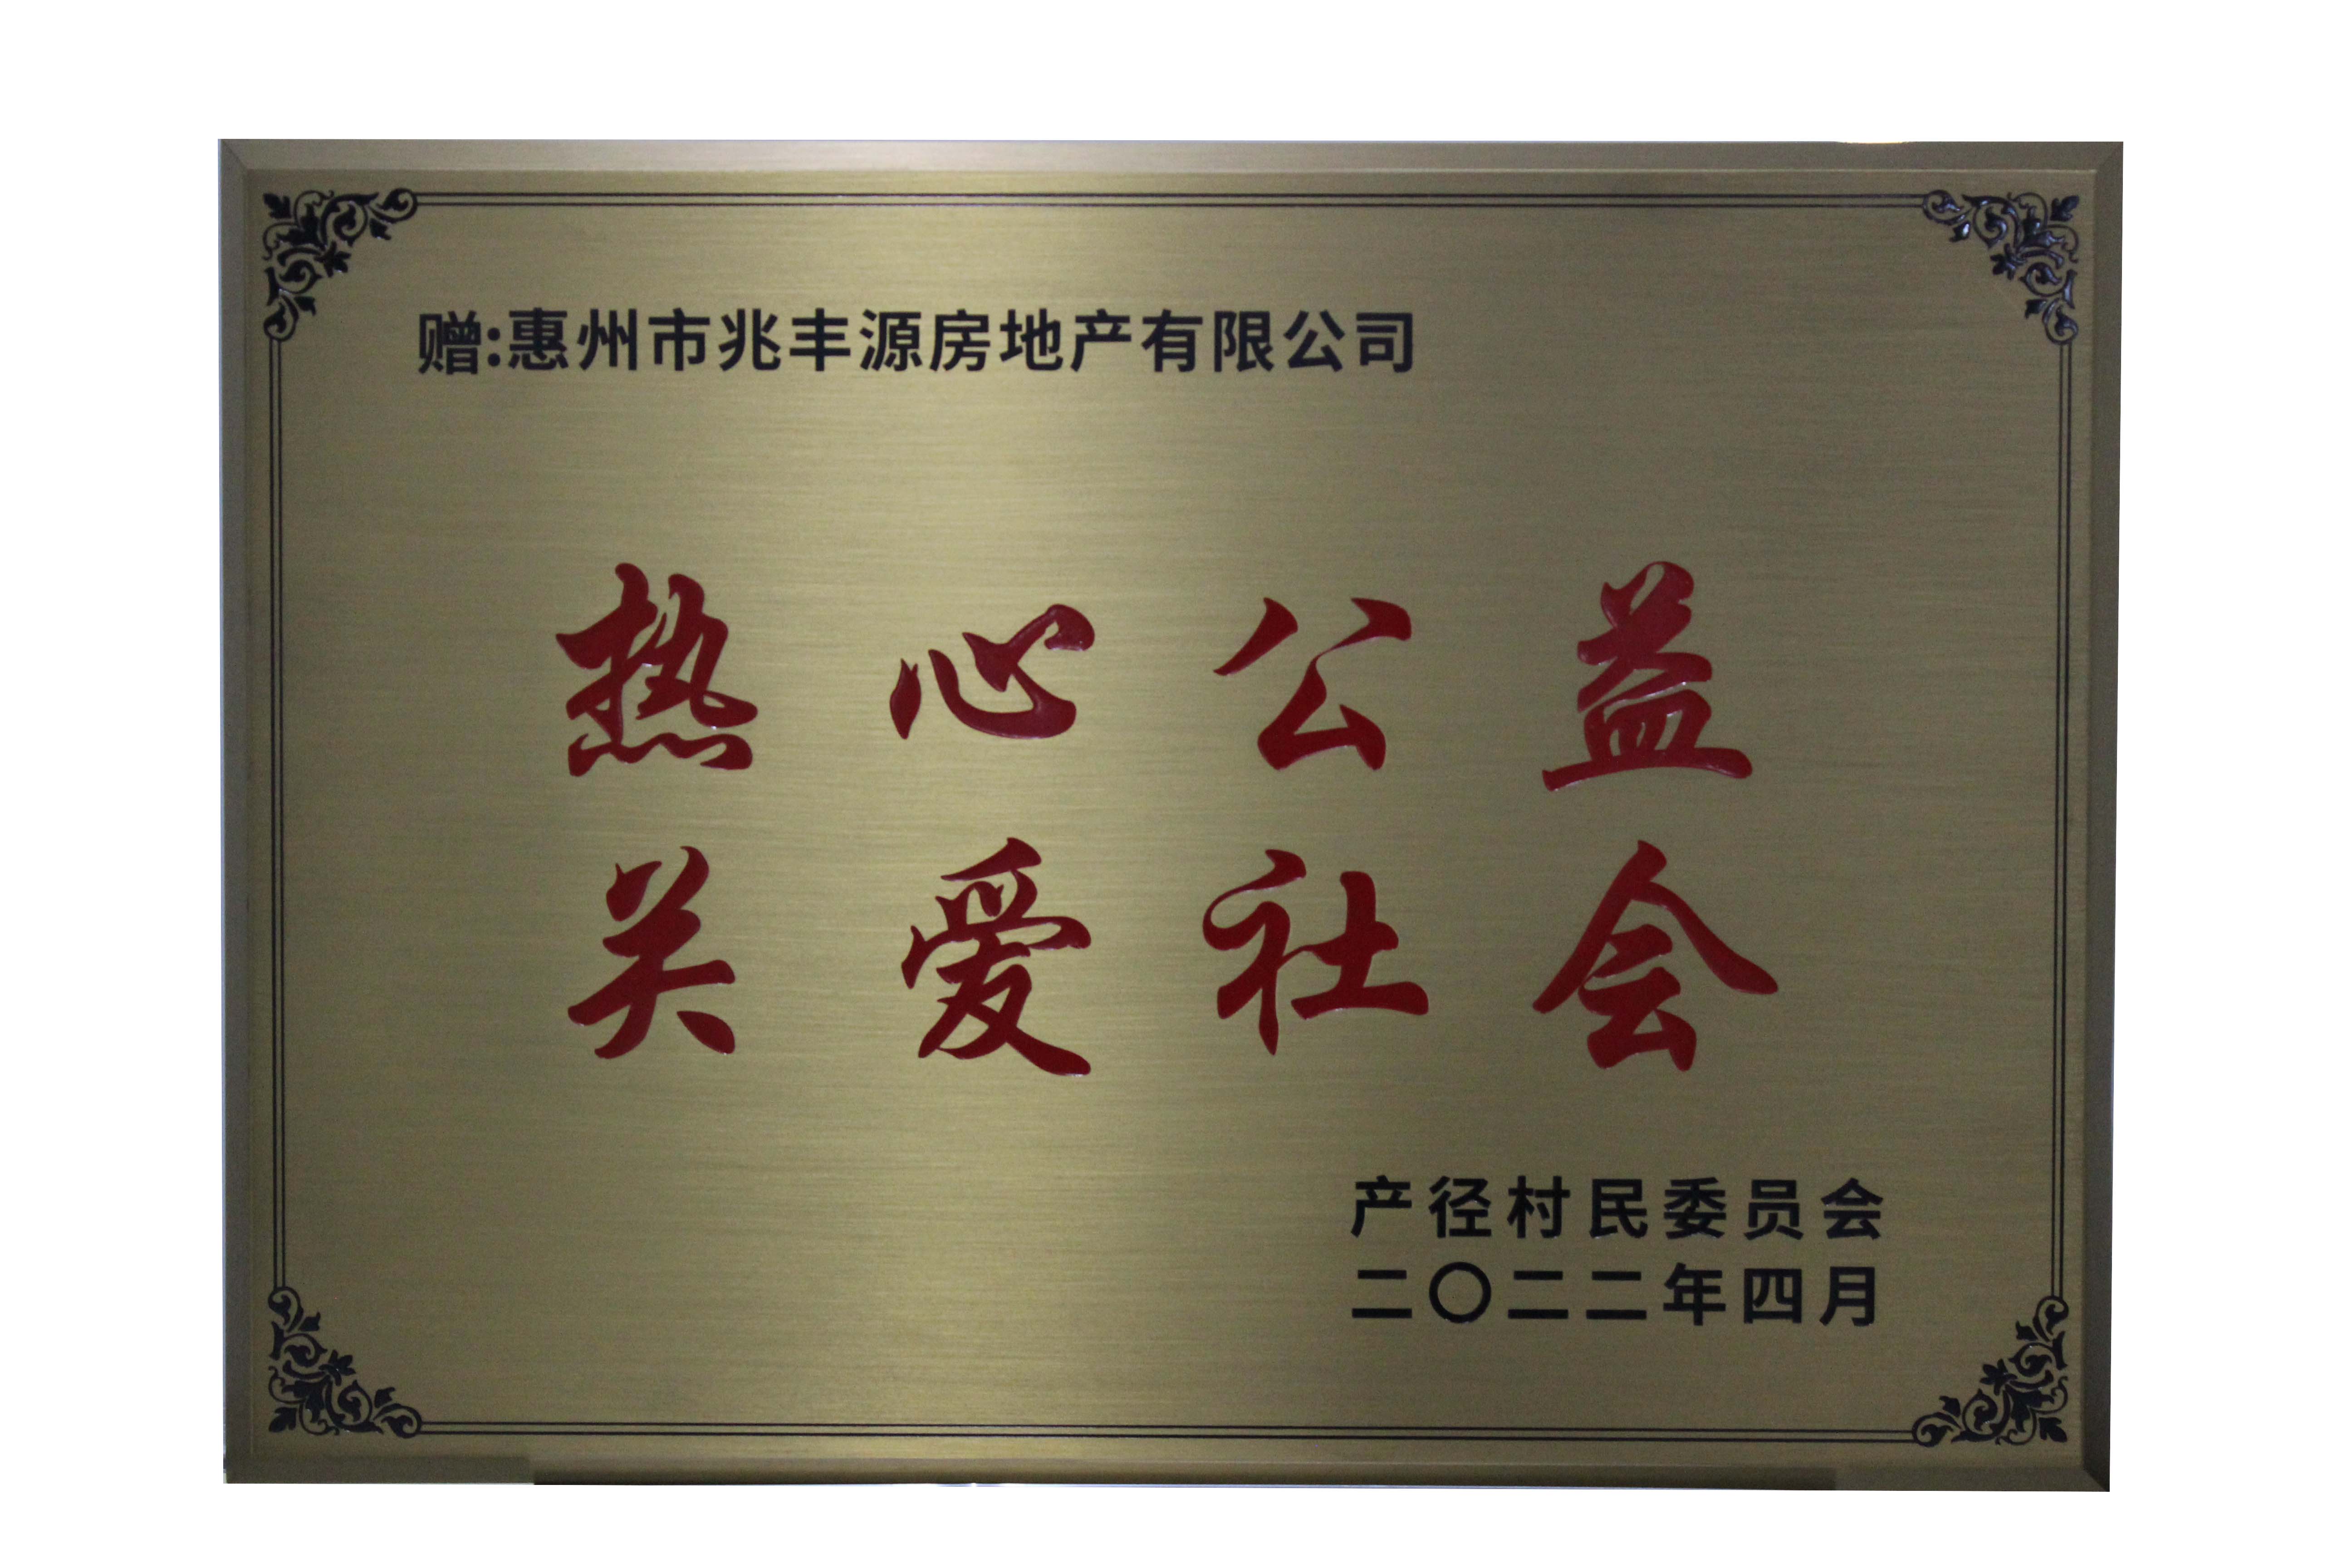 赠:惠州市兆丰源房地产有限公司
热心公益
关爱社会
产径村民委员会
二〇二二年四月